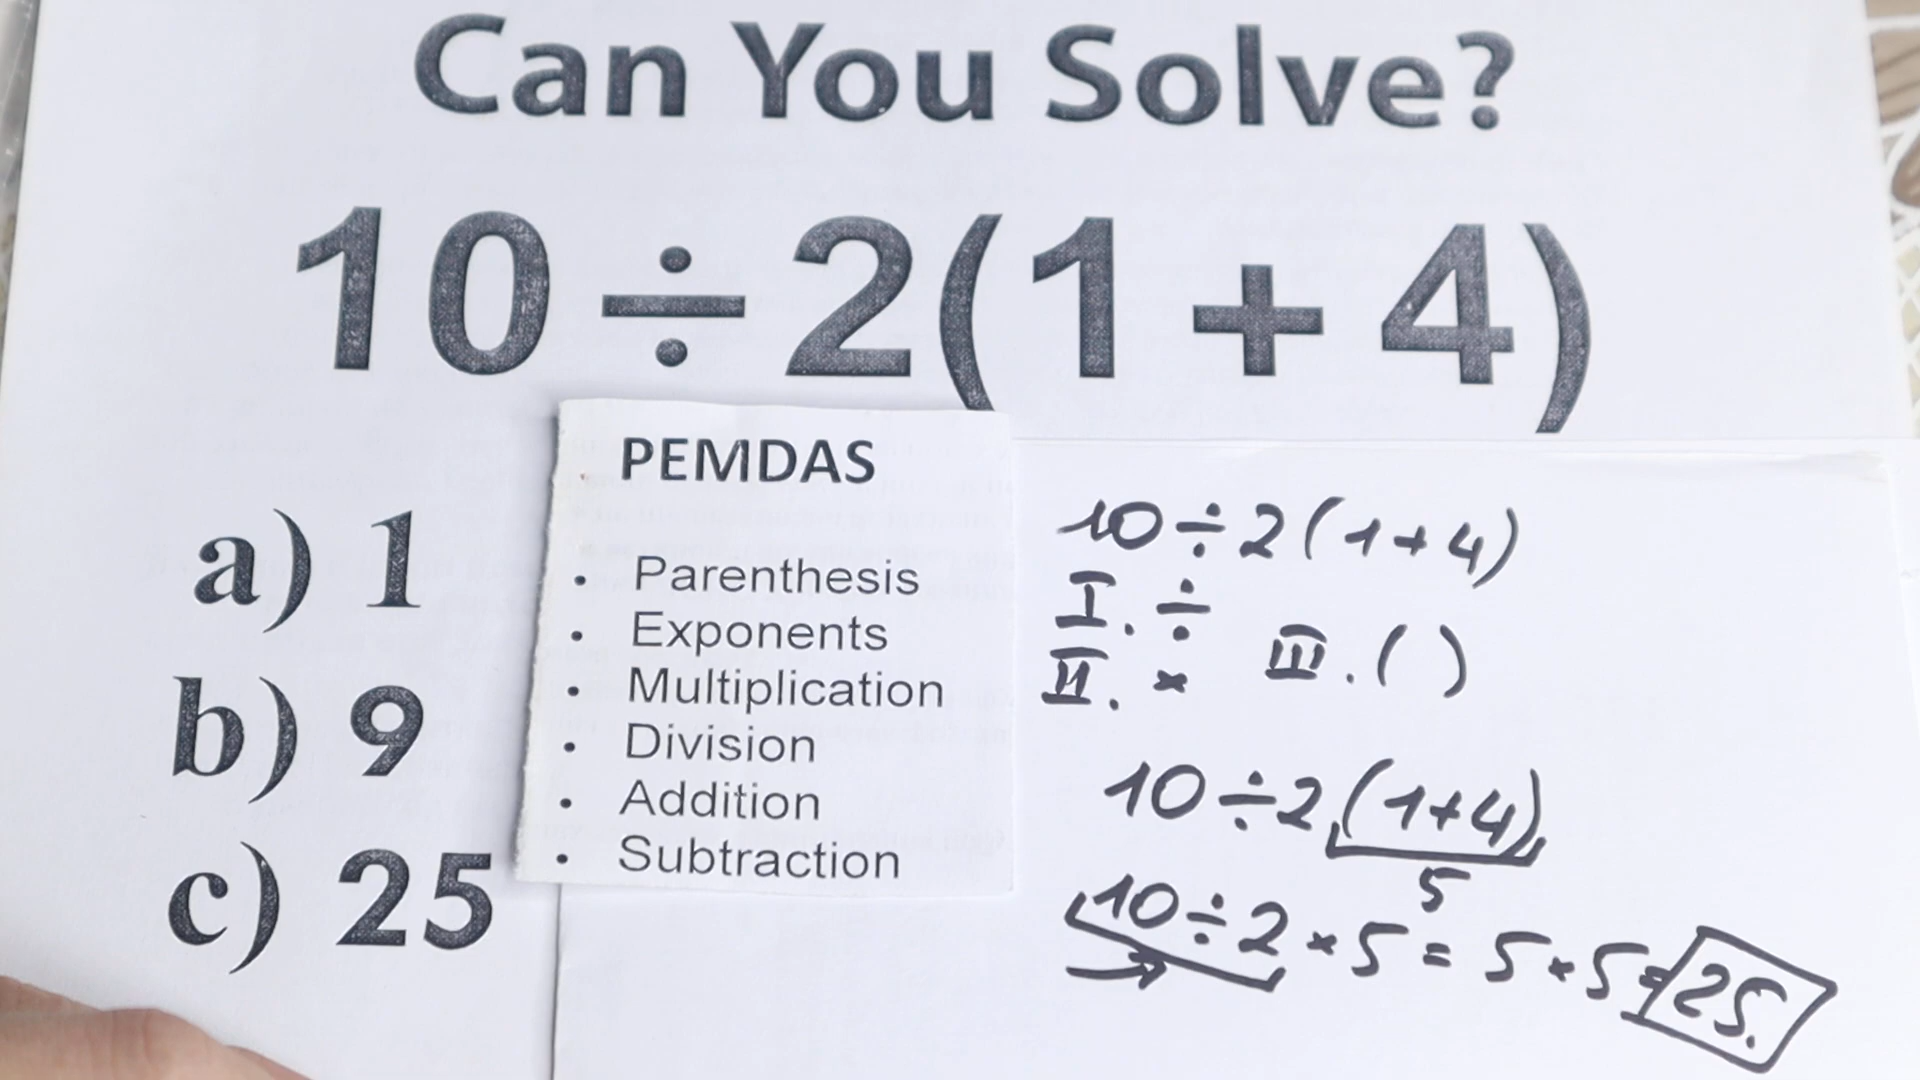 Can You Solve?
10 ÷ 2(1 + 4)
a) 1
b) 9
c) 25
PEMDAS
• Parenthesis
• Exponents
• Multiplication
• Division
• Addition
• Subtraction
10 ÷ 2 ( 1 + 4 )
I. ÷
II. × III. ( )
10 ÷ 2 (1+4)
5
10 ÷ 2 × 5 = 5 × 5 = 25.